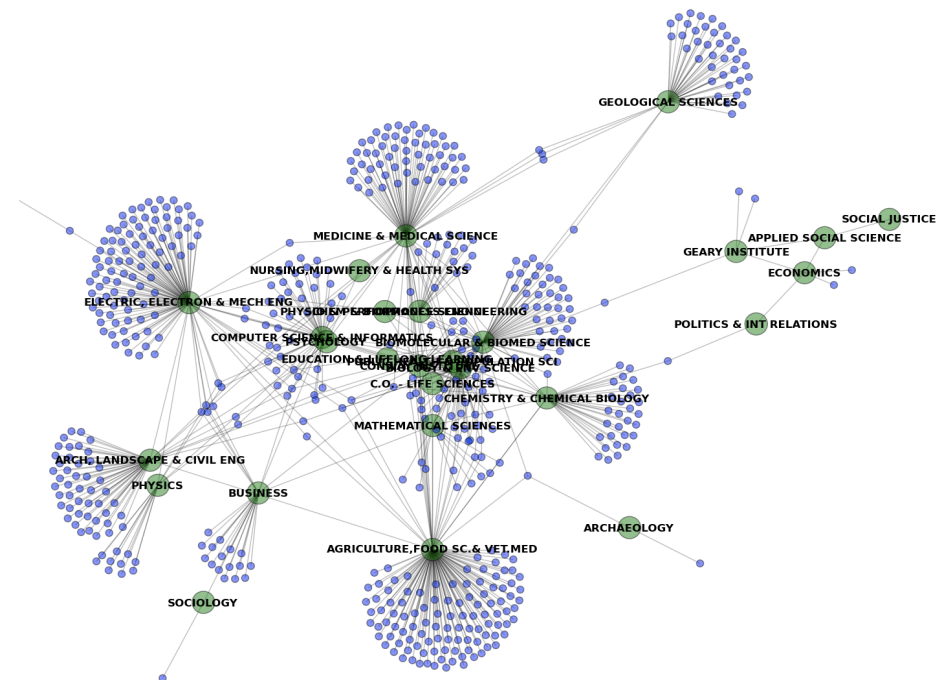 GEOLOGICAL SCIENCES
SOCIAL JUSTICE
MEDICINE & MEDICAL SCIENCE
APPLIED SOCIAL SCIENCE
GEARY INSTITUTE
NURSING,MIDWIFERY & HEALTH SYS
ECONOMICS
ELECTRIC,ELECTRON & MECH ENG
POLITICS & INT RELATIONS
COMPUTER SCIENCE & INFORMATICS
PSYCHOLOGY
BIOMOLECULAR & BIOMED SCIENCE
EDUCATION & LIFELONG LEARNING
C.O. - LIFE SCIENCES
CHEMISTRY & CHEMICAL BIOLOGY
MATHEMATICAL SCIENCES
ARCH, LANDSCAPE & CIVIL ENG
PHYSICS
BUSINESS
ARCHAEOLOGY
AGRICULTURE,FOOD SC.& VET.MED
SOCIOLOGY